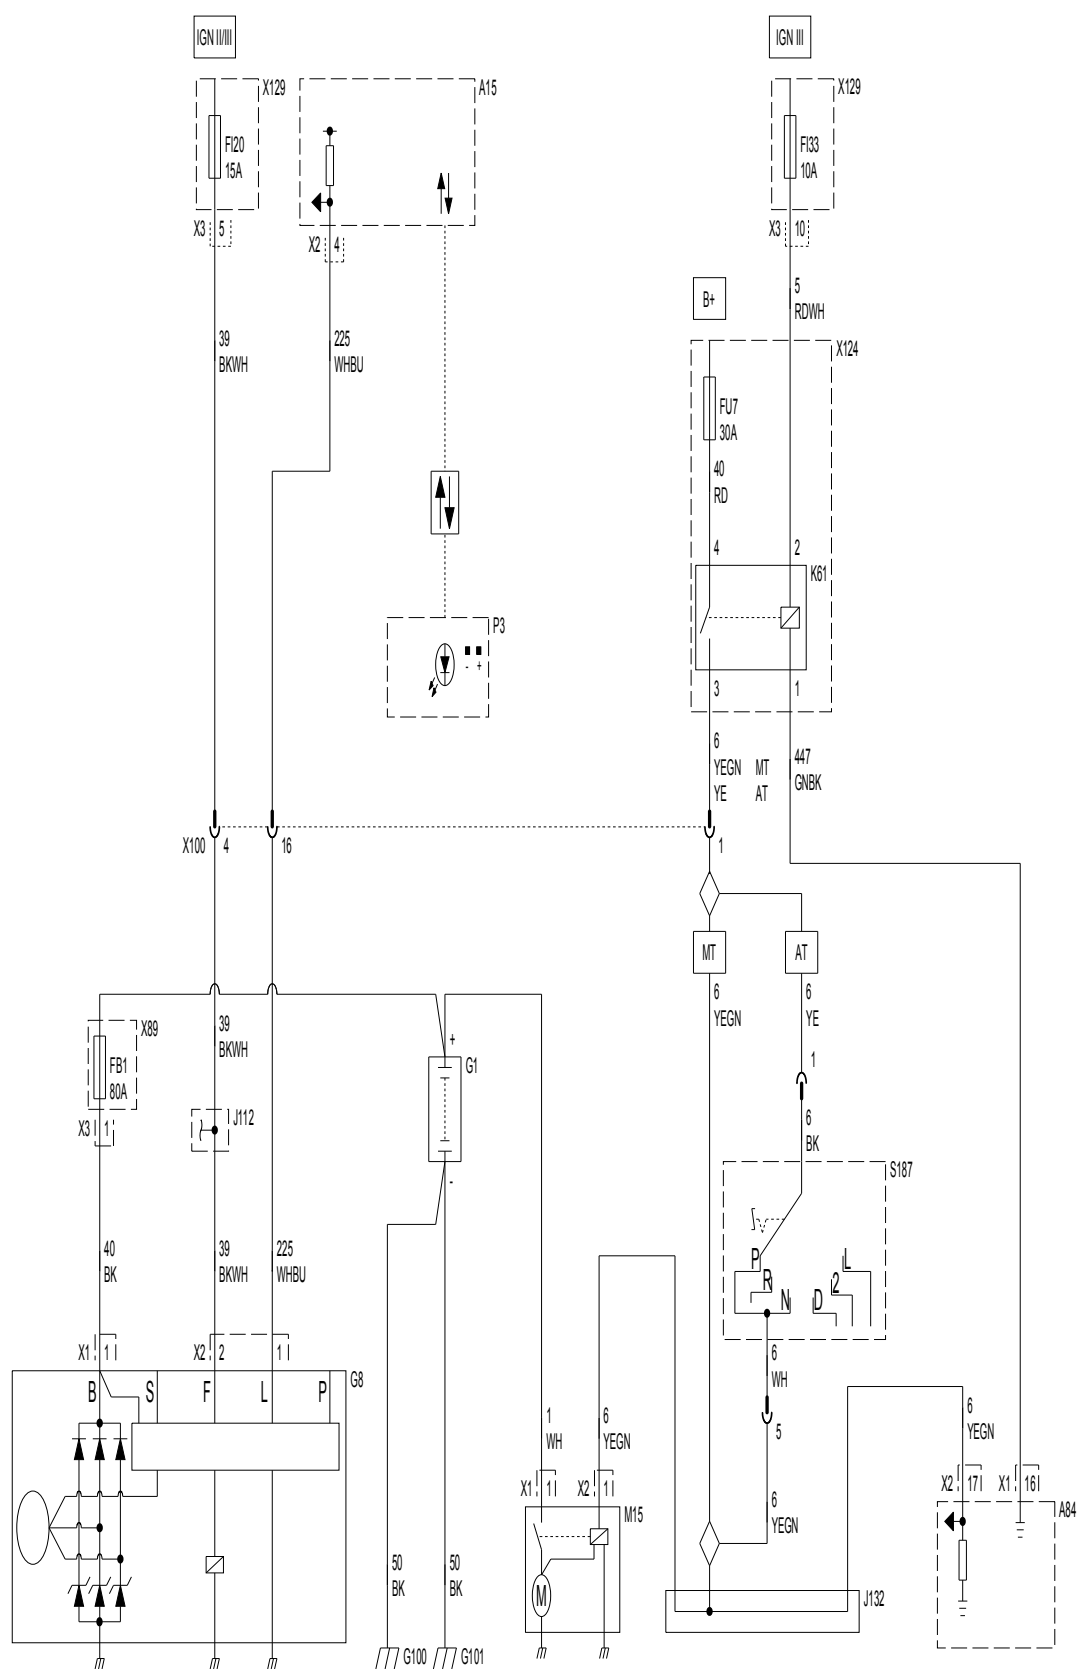 IGN II/III
IGN III
X129
A15
X129
FI20
15A
FI33
10A
X3 5
X2 4
X3 10
B+
5
RDWH
39
BKWH
225
WHBU
X124
FU7
30A
40
RD
4
2
K61
P3
- +
3
1
6
YEGN MT
YE AT
447
GNBK
X100 4
16
1
MT
AT
6
YEGN
6
YE
X89
39
BKWH
+
G1
FB1
80A
1
X3 1
J112
6
BK
S187
-
P
R
N
D
2
L
40
BK
39
BKWH
225
WHBU
X1 1
X2 2
1
G8
B S F L P
6
WH
5
1
WH
6
YEGN
6
YEGN
X1 1
X2 1
M15
X2 17
X1 16
A84
6
YEGN
M
50
BK
50
BK
J132
G100
G101